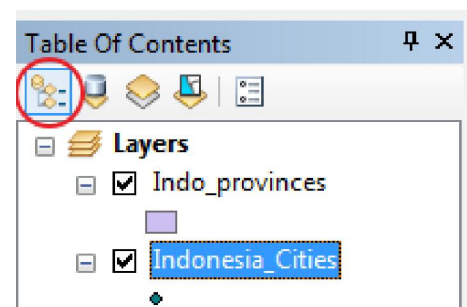 Table Of Contents
Layers
Indo_provinces
Indonesia_Cities